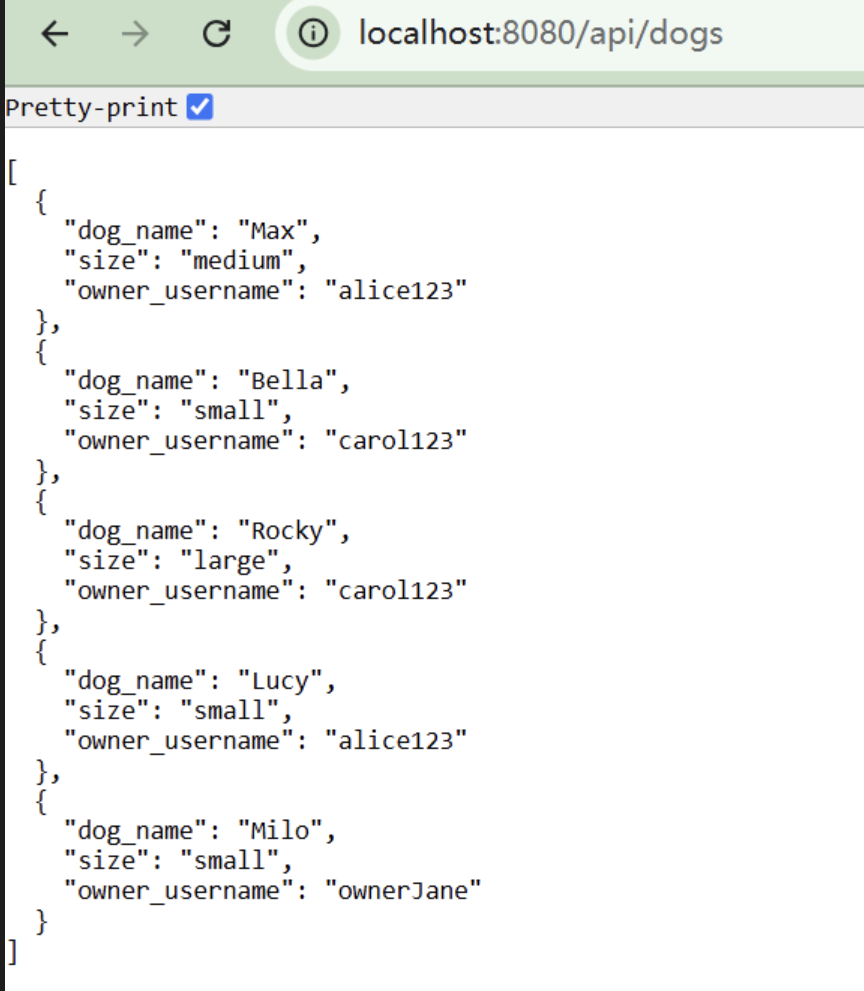 localhost:8080/api/dogs
Pretty-print
[
  {
    "dog_name": "Max",
    "size": "medium",
    "owner_username": "alice123"
  },
  {
    "dog_name": "Bella",
    "size": "small",
    "owner_username": "carol123"
  },
  {
    "dog_name": "Rocky",
    "size": "large",
    "owner_username": "carol123"
  },
  {
    "dog_name": "Lucy",
    "size": "small",
    "owner_username": "alice123"
  },
  {
    "dog_name": "Milo",
    "size": "small",
    "owner_username": "ownerJane"
  }
]